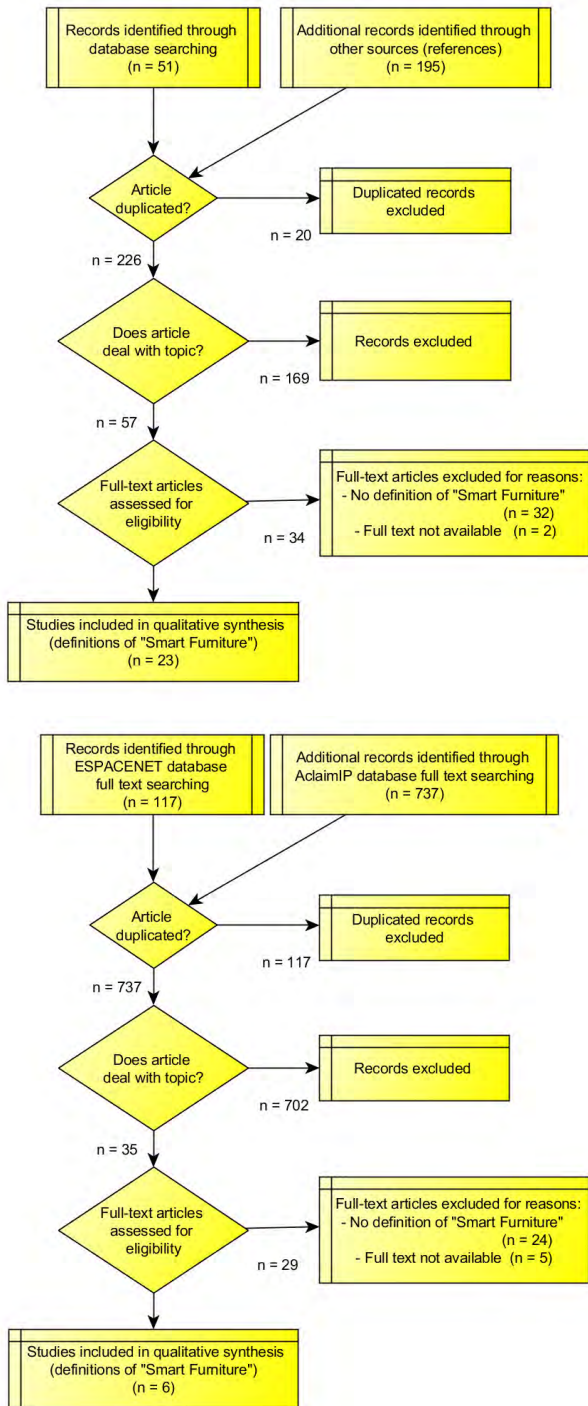 Records identified through
database searching
(n = 51)
Additional records identified through
other sources (references)
(n = 195)
Article
duplicated?
Duplicated records
excluded
n = 20
n = 226
Does article
deal with topic?
Records excluded
n = 169
n = 57
Full-text articles
assessed for
eligibility
Full-text articles excluded for reasons:
- No definition of "Smart Furniture"
(n = 32)
- Full text not available (n = 2)
n = 34
Studies included in qualitative synthesis
(definitions of "Smart Furniture")
(n = 23)
Records identified through
ESPACENET database
full text searching
(n = 117)
Additional records identified through
AclaimIP database full text searching
(n = 737)
Article
duplicated?
Duplicated records
excluded
n = 117
n = 737
Does article
deal with topic?
Records excluded
n = 702
n = 35
Full-text articles
assessed for
eligibility
Full-text articles excluded for reasons:
- No definition of "Smart Furniture"
(n = 24)
- Full text not available (n = 5)
n = 29
Studies included in qualitative synthesis
(definitions of "Smart Furniture")
(n = 6)